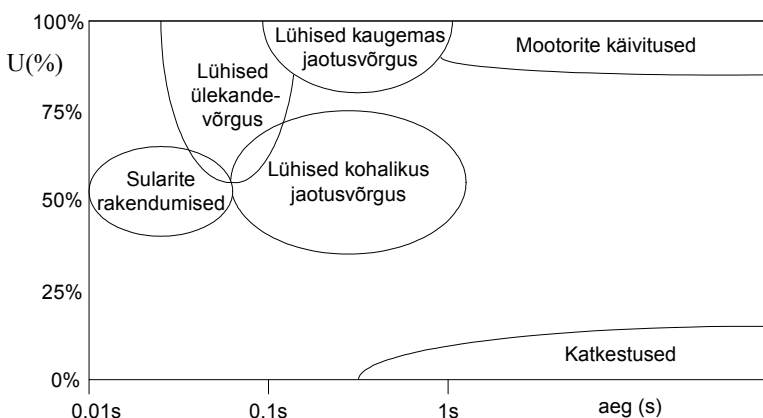 100%
U(%)
75%
50%
25%
0%
Lühised kaugemas
jaotusvõrgus
Mootorite käivitused
Lühised
ülekande-
võrgus
Sularite
rakendumised
Lühised kohalikus
jaotusvõrgus
Katkestused
0.01s
0.1s
1s
aeg (s)